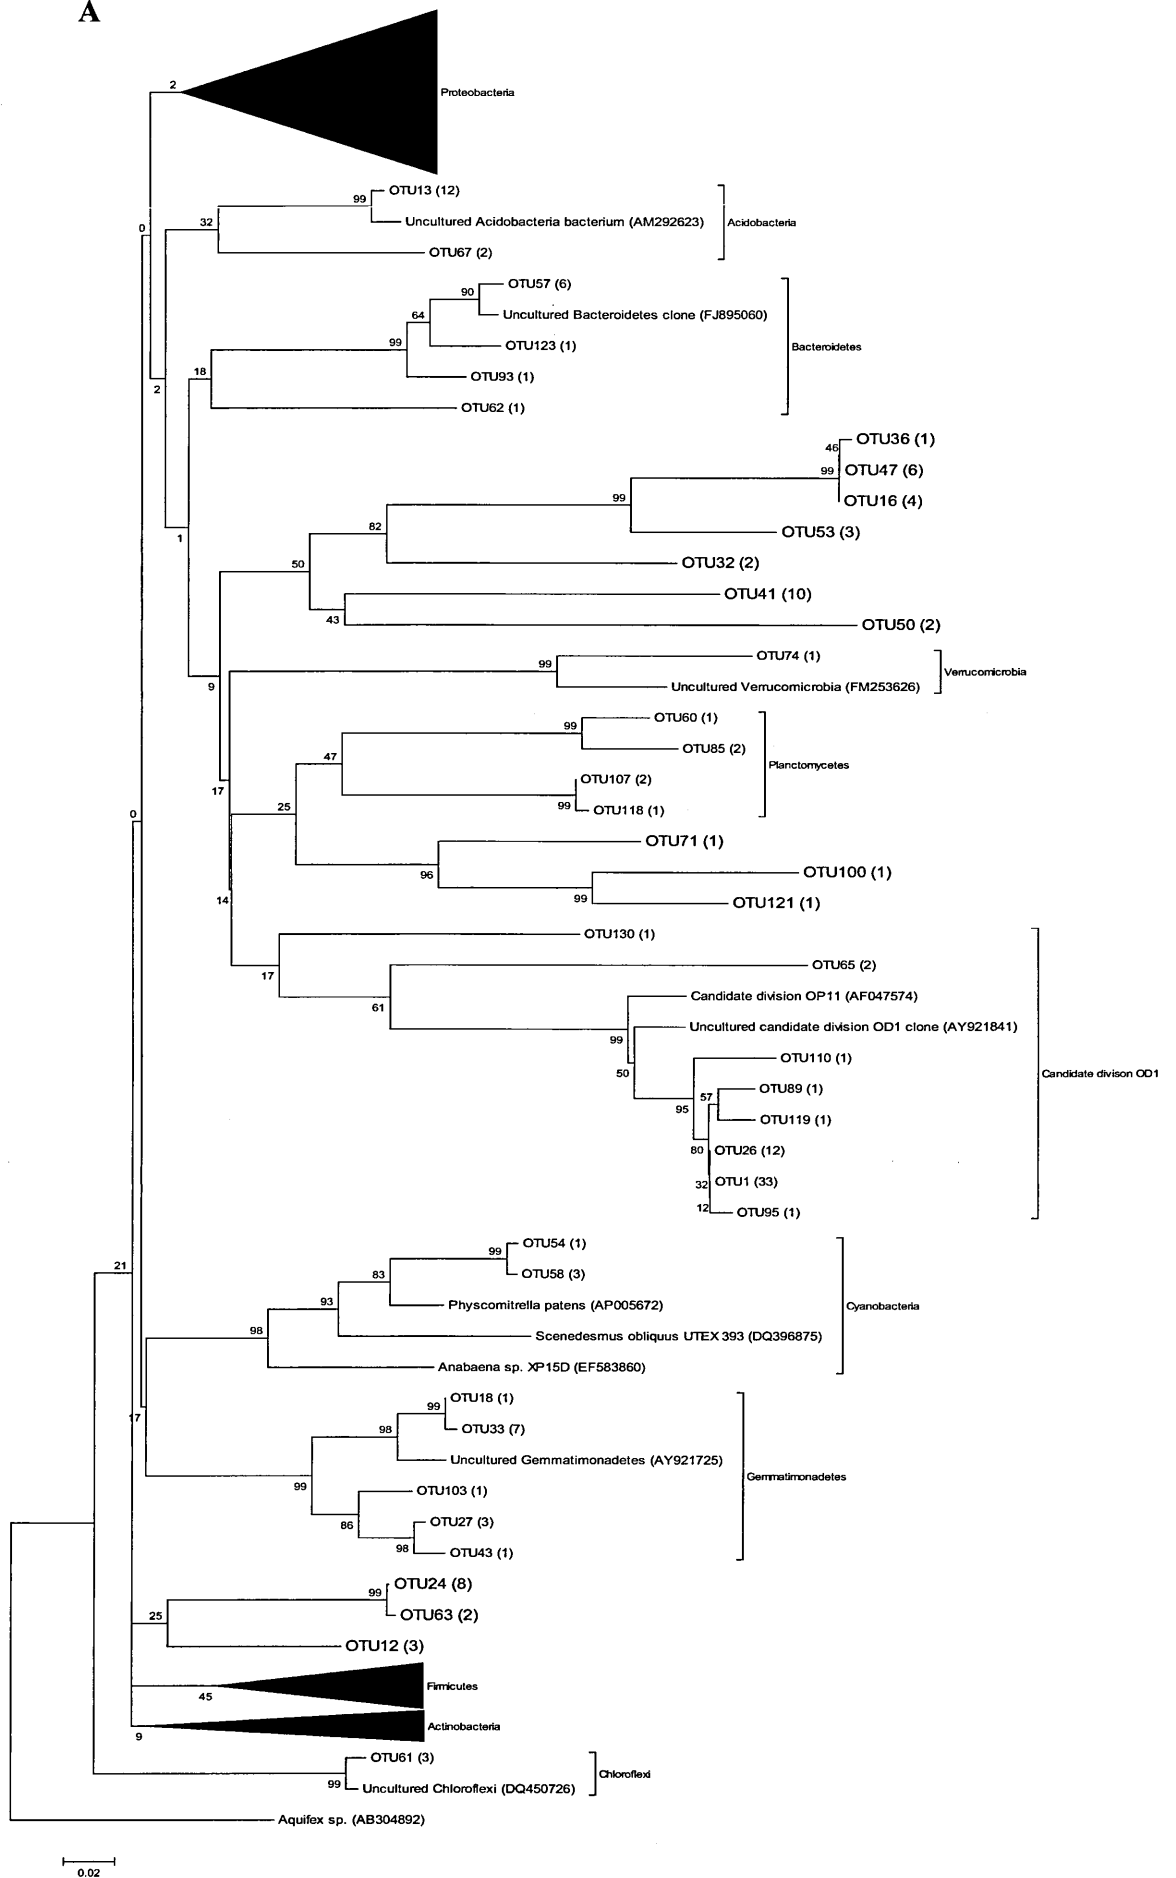 A
2
Proteobacteria
OTU13 (12)
99
Uncultured Acidobacteria bacterium (AM292623)
Acidobacteria
32
0
OTU67 (2)
OTU57 (6)
90
Uncultured Bacteroidetes clone (FJ895060)
64
OTU123 (1)
99
Bacteroidetes
18
OTU93 (1)
2
OTU62 (1)
OTU36 (1)
46
99
OTU47 (6)
99
OTU16 (4)
82
OTU53 (3)
1
50
OTU32 (2)
OTU41 (10)
43
OTU50 (2)
99
OTU74 (1)
Verrucomicrobia
9
Uncultured Verrucomicrobia (FM253626)
99
OTU60 (1)
47
OTU85 (2)
Planctomycetes
17
OTU107 (2)
25
99
OTU118 (1)
0
OTU71 (1)
96
OTU100 (1)
14
99
OTU121 (1)
OTU130 (1)
17
OTU65 (2)
61
Candidate division OP11 (AF047574)
99
Uncultured candidate division OD1 clone (AY921841)
50
OTU110 (1)
Candidate divison OD1
57
OTU89 (1)
95
OTU119 (1)
80
OTU26 (12)
32
OTU1 (33)
12
OTU95 (1)
99
OTU54 (1)
21
83
OTU58 (3)
93
Physcomitrella patens (AP005672)
Cyanobacteria
98
Scenedesmus obliquus UTEX 393 (DQ396875)
Anabaena sp. XP15D (EF583860)
17
99
OTU18 (1)
98
OTU33 (7)
Uncultured Gemmatimonadetes (AY921725)
Gemmatimonadetes
99
OTU103 (1)
86
OTU27 (3)
98
OTU43 (1)
99
OTU24 (8)
25
OTU63 (2)
OTU12 (3)
45
Firmicutes
9
Actinobacteria
OTU61 (3)
99
Chloroflexi
Uncultured Chloroflexi (DQ450726)
Aquifex sp. (AB304892)
0.02